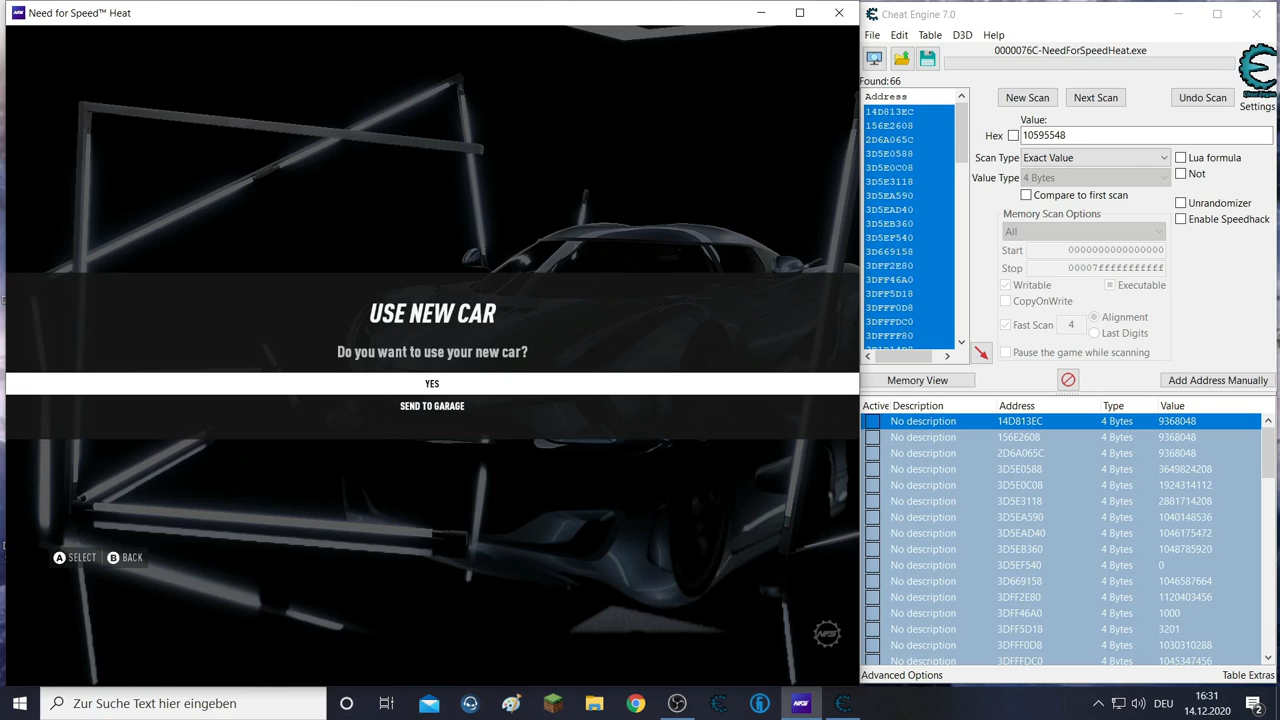 Need for Speed™ Heat
USE NEW CAR
Do you want to use your new car?
YES
SEND TO GARAGE
A SELECT B BACK
NFS
Cheat Engine 7.0
File Edit Table D3D Help
0000076C-NeedForSpeedHeat.exe
Found:66
Settings
Address
14D813EC
156E2608
2D6A065C
3D5E0588
3D5E0C08
3D5E3118
3D5EA590
3D5EAD40
3D5EB360
3D5EF540
3D669158
3DFF2E80
3DFF46A0
3DFF5D18
3DFFF0D8
3DFFFDC0
New Scan Next Scan Undo Scan
Value:
Hex 10595548
Scan Type Exact Value Lua formula
Value Type 4 Bytes Not
Compare to first scan
Unrandomizer
Enable Speedhack
Memory Scan Options
All
Start 0000000000000000
Stop 00007fffffffffff
Writable Executable
CopyOnWrite
Fast Scan 4 Alignment
Last Digits
Pause the game while scanning
Memory View Add Address Manually
Active Description Address Type Value
No description 14D813EC 4 Bytes 9368048
No description 156E2608 4 Bytes 9368048
No description 2D6A065C 4 Bytes 9368048
No description 3D5E0588 4 Bytes 3649824208
No description 3D5E0C08 4 Bytes 1924314112
No description 3D5E3118 4 Bytes 2881714208
No description 3D5EA590 4 Bytes 1040148536
No description 3D5EAD40 4 Bytes 1046175472
No description 3D5EB360 4 Bytes 1048785920
No description 3D5EF540 4 Bytes 0
No description 3D669158 4 Bytes 1046587664
No description 3DFF2E80 4 Bytes 1120403456
No description 3DFF46A0 4 Bytes 1000
No description 3DFF5D18 4 Bytes 3201
No description 3DFFF0D8 4 Bytes 1030310288
No description 3DFFFDC0 4 Bytes 1045347456
Advanced Options Table Extras
Zur Suche Text hier eingeben
NFS
DEU
16:31
14.12.2020
2